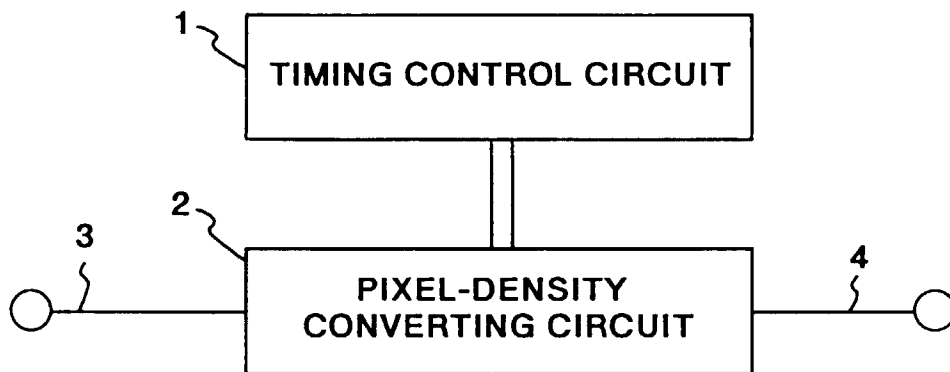 1
TIMING CONTROL CIRCUIT
2
3
PIXEL-DENSITY
CONVERTING CIRCUIT
4